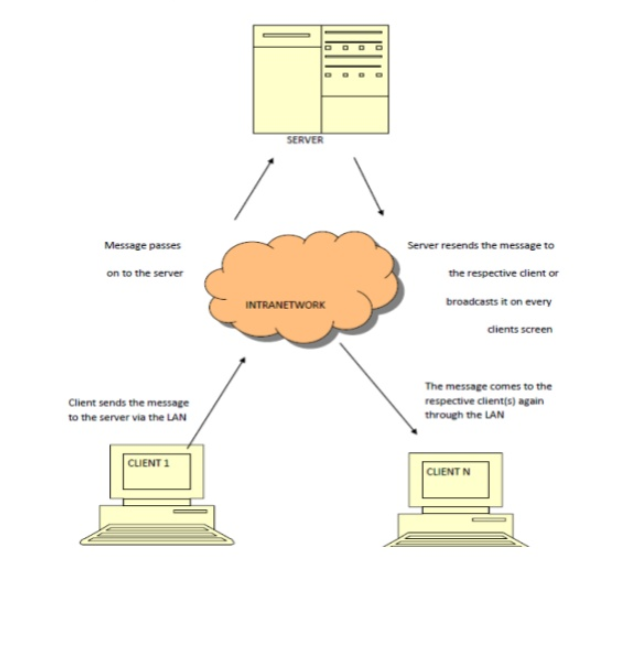 SERVER
Message passes
on to the server
Server resends the message to
the respective client or
broadcasts it on every
clients screen
INTRANETWORK
Client sends the message
to the server via the LAN
The message comes to the
respective client(s) again
through the LAN
CLIENT 1
CLIENT N